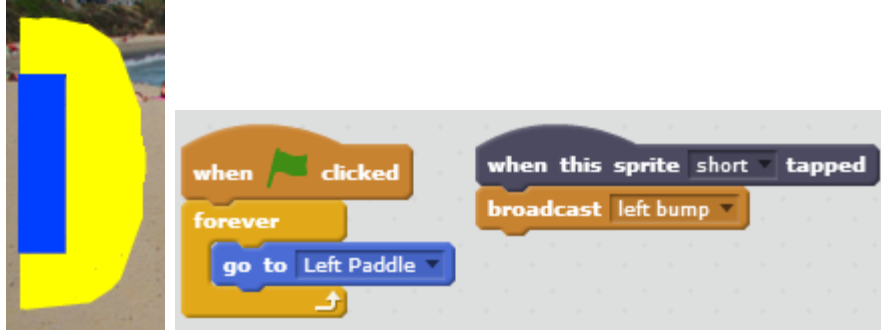 when clicked
forever
go to Left Paddle
when this sprite short tapped
broadcast left bump